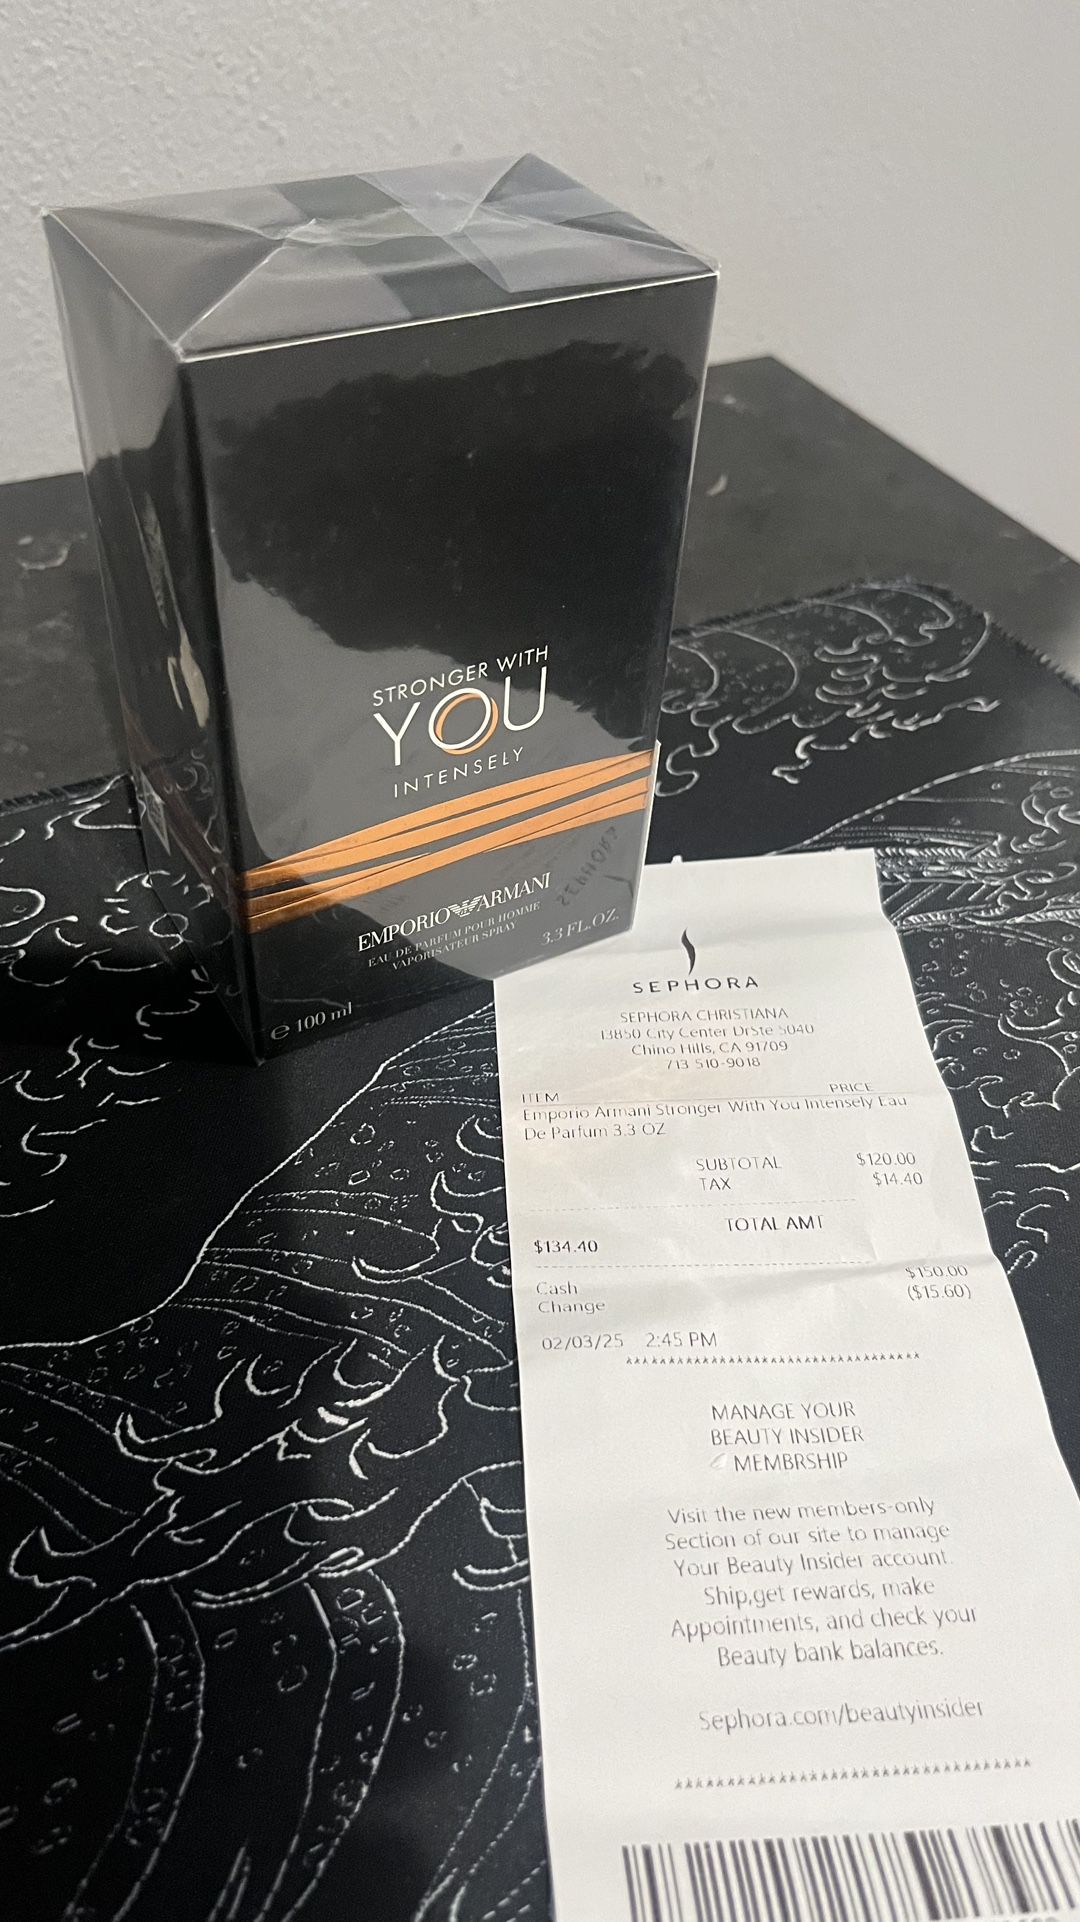 STRONGER WITH
YOU
INTENSELY
EMPORIO ARMANI
EAU DE PARFUM POUR HOMME
VAPORISATEUR SPRAY
3.3 FL.OZ.
e 100 ml
SEPHORA
SEPHORA
SEPHORA CHRISTIANA
13850 City Center DrSte 5040
Chino Hills, CA 91709
713 510-9018
ITEM PRICE
Emporio Armani Stronger With You Intensely Eau
De Parfum 3.3 OZ
SUBTOTAL $120.00
TAX $14.40
TOTAL AMT
$134.40
Cash $150.00
Change ($15.60)
02/03/25 2:45 PM
*********************************
MANAGE YOUR
BEAUTY INSIDER
MEMBRSHIP
Visit the new members-only
Section of our site to manage
Your Beauty Insider account.
Ship,get rewards, make
Appointments, and check your
Beauty bank balances.
Sephora.com/beautyinsider
*********************************